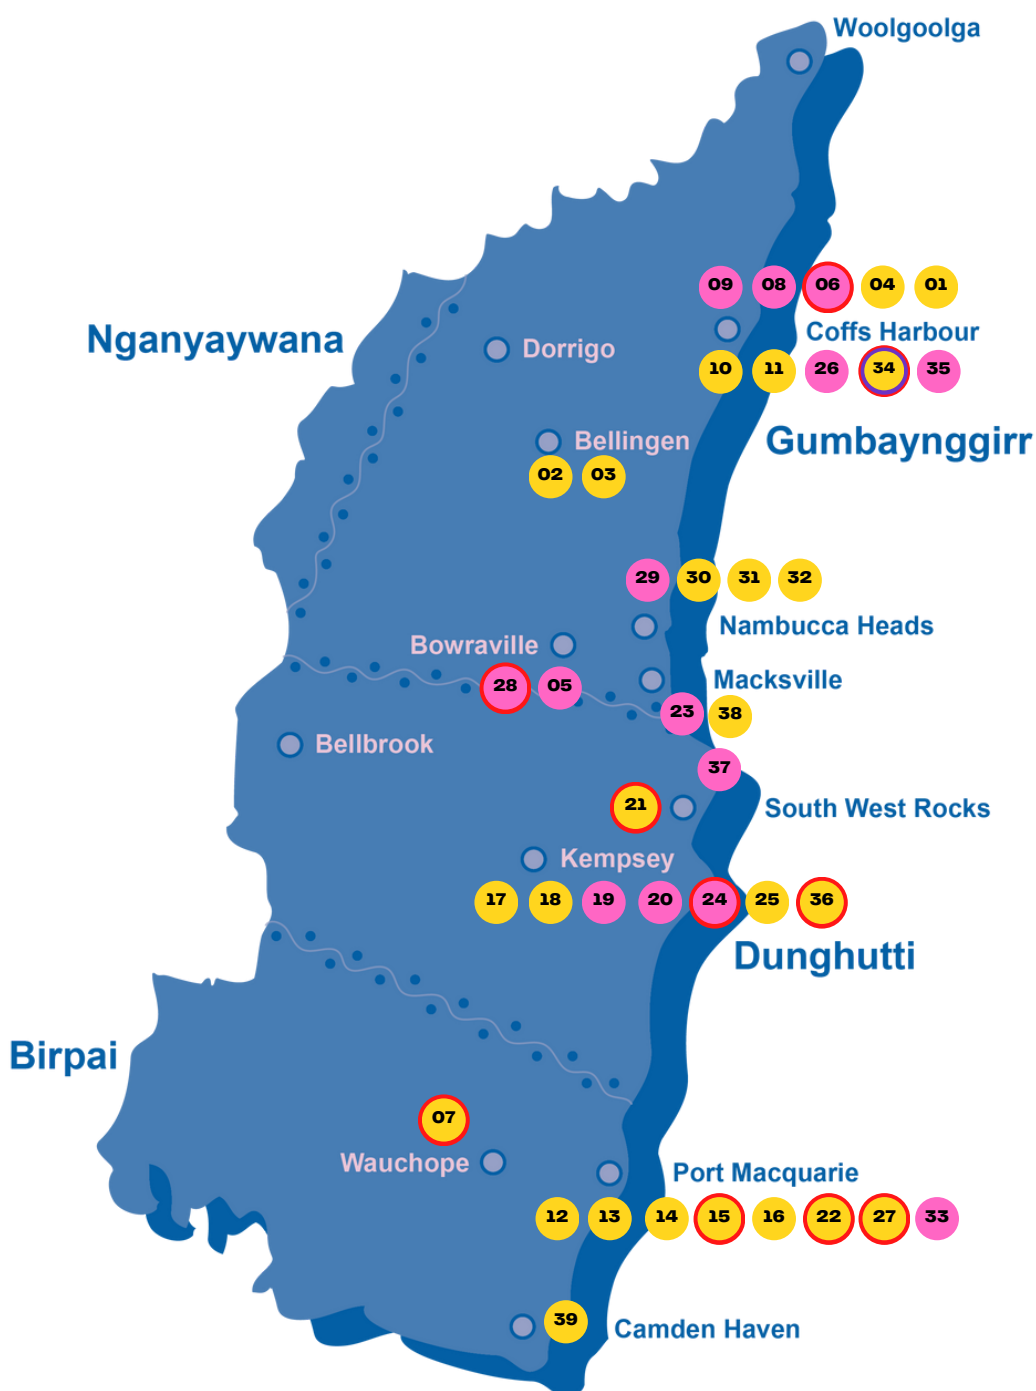 Woolgoolga
09 08 06 04 01
Nganyaywana
Dorrigo
Coffs Harbour
10 11 26 34 35
Bellingen
Gumbaynggirr
02 03
29 30 31 32
Nambucca Heads
Bowraville
Macksville
28 05
23 38
Bellbrook
37
21
South West Rocks
Kempsey
17 18 19 20 24 25 36
Dunghutti
Birpai
07
Wauchope
Port Macquarie
12 13 14 15 16 22 27 33
39
Camden Haven